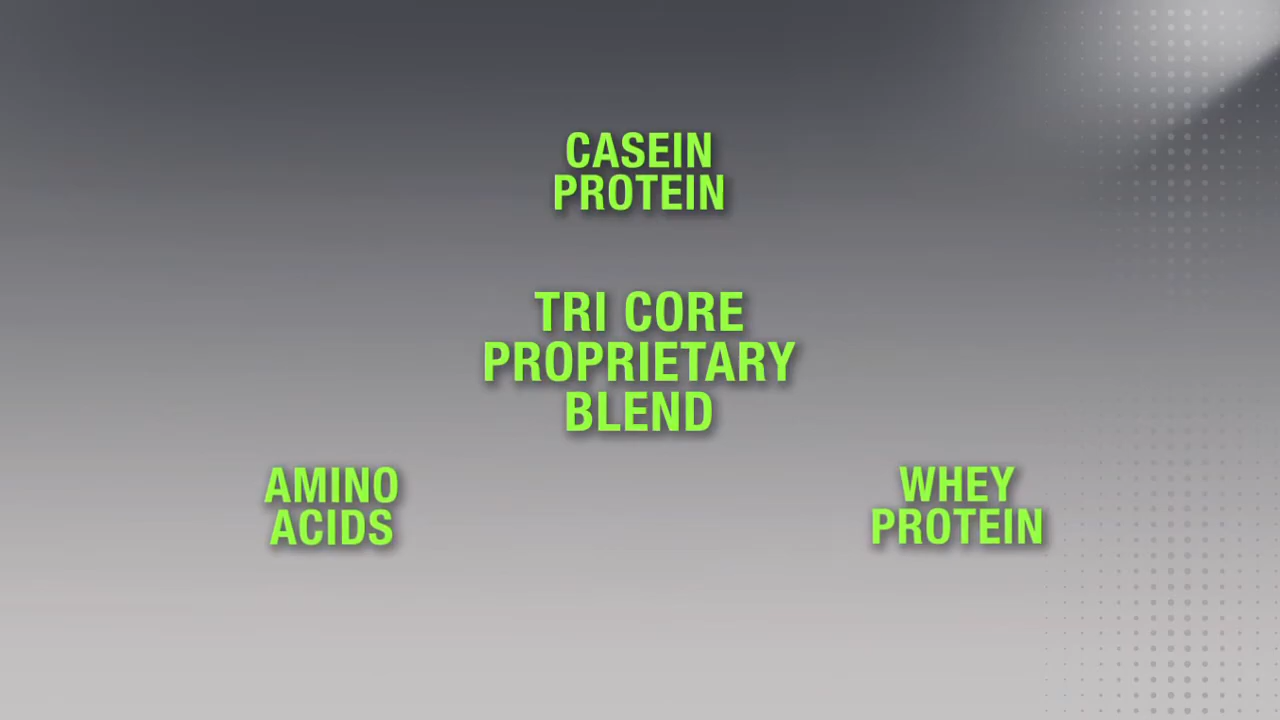 CASEIN
PROTEIN
TRI CORE
PROPRIETARY
BLEND
AMINO
ACIDS
WHEY
PROTEIN